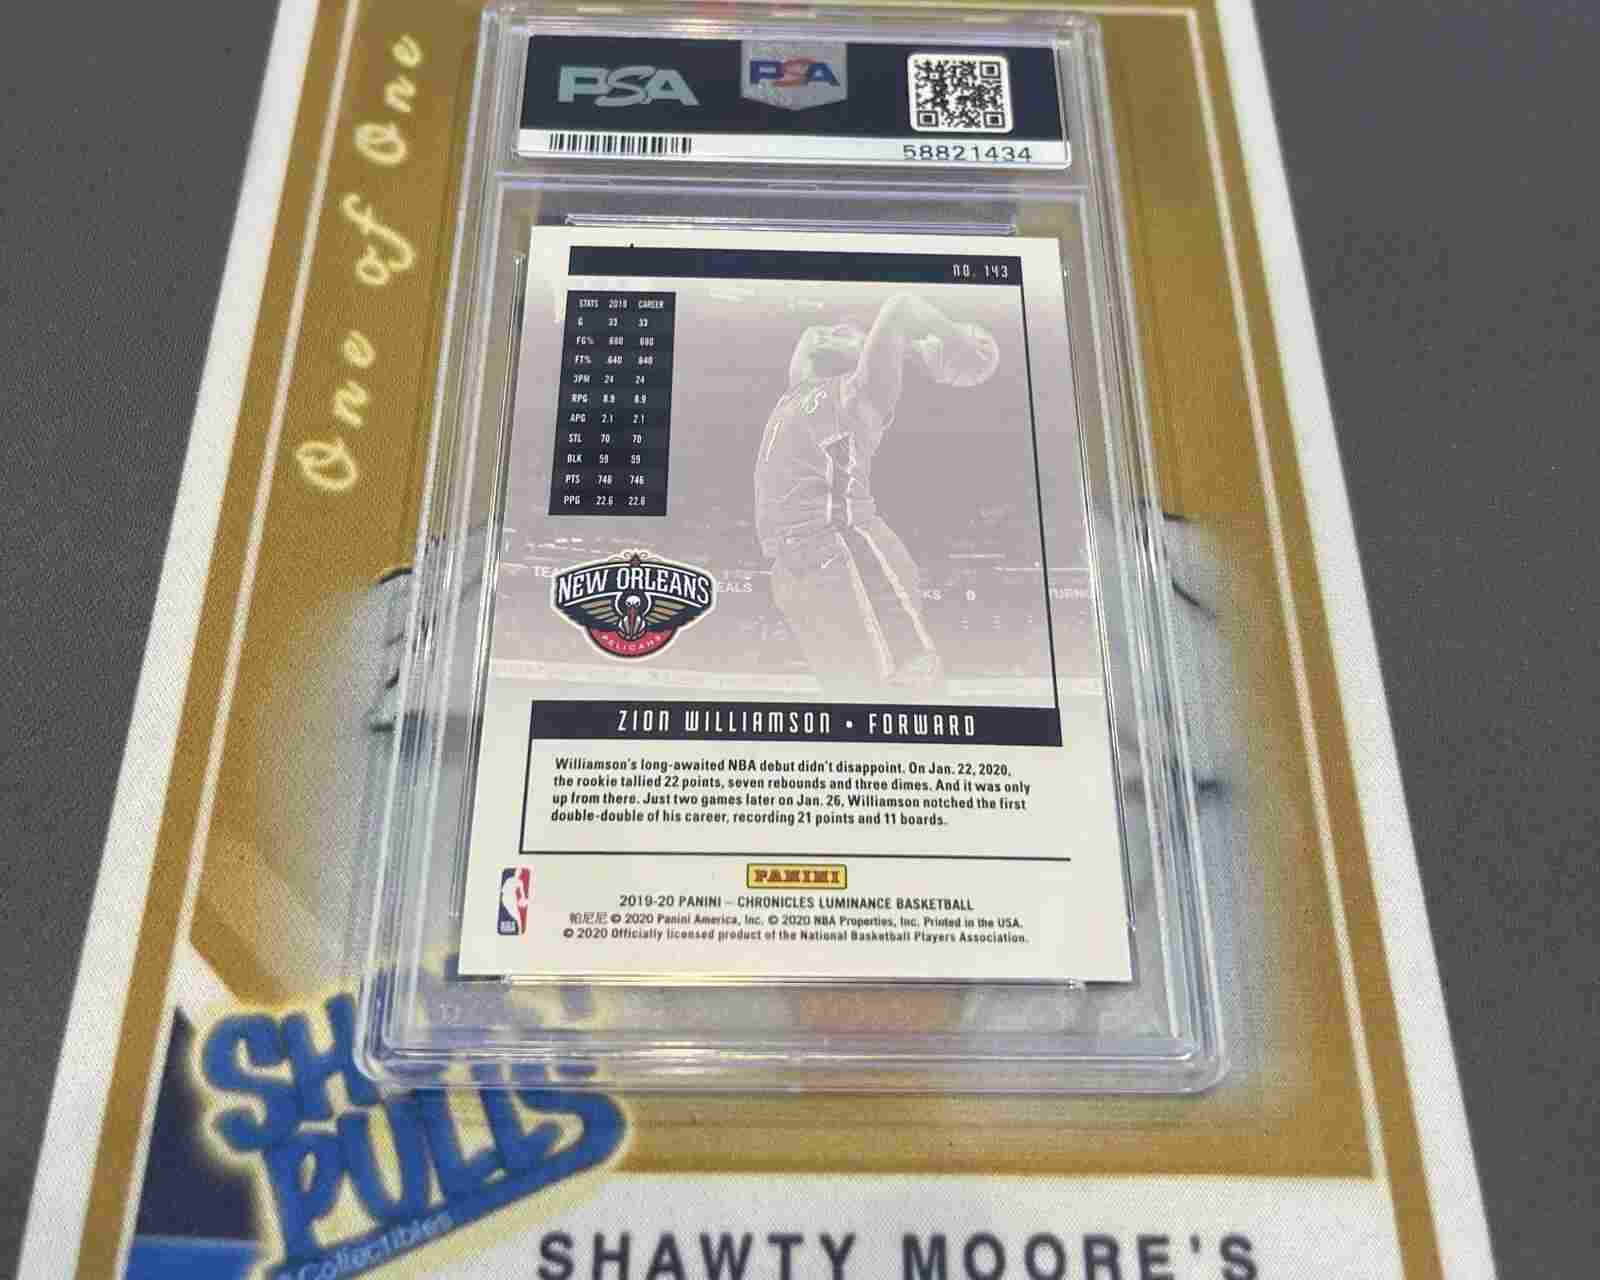 One of One
PSA
PSA
58821434
NO. 143
STATS 2019 CAREER
G 33 33
FT% .640 .640
3PM 24 24
RPG 8.9 8.9
APG 2.1 2.1
STL 70 70
BLK 59 59
PTS 746 746
PPG 22.6 22.6
NEW ORLEANS
PELICANS
ZION WILLIAMSON • FORWARD
Williamson's long-awaited NBA debut didn't disappoint. On Jan. 22, 2020,
the rookie tallied 22 points, seven rebounds and three dimes. And it was only
up from there. Just two games later on Jan. 26, Williamson notched the first
double-double of his career, recording 21 points and 11 boards.
PANINI
NBA
2019-20 PANINI – CHRONICLES LUMINANCE BASKETBALL
帕尼尼 © 2020 Panini America, Inc. © 2020 NBA Properties, Inc. Printed in the USA.
© 2020 Officially licensed product of the National Basketball Players Association.
PULLS
Collectibles
SHAWTY MOORE'S